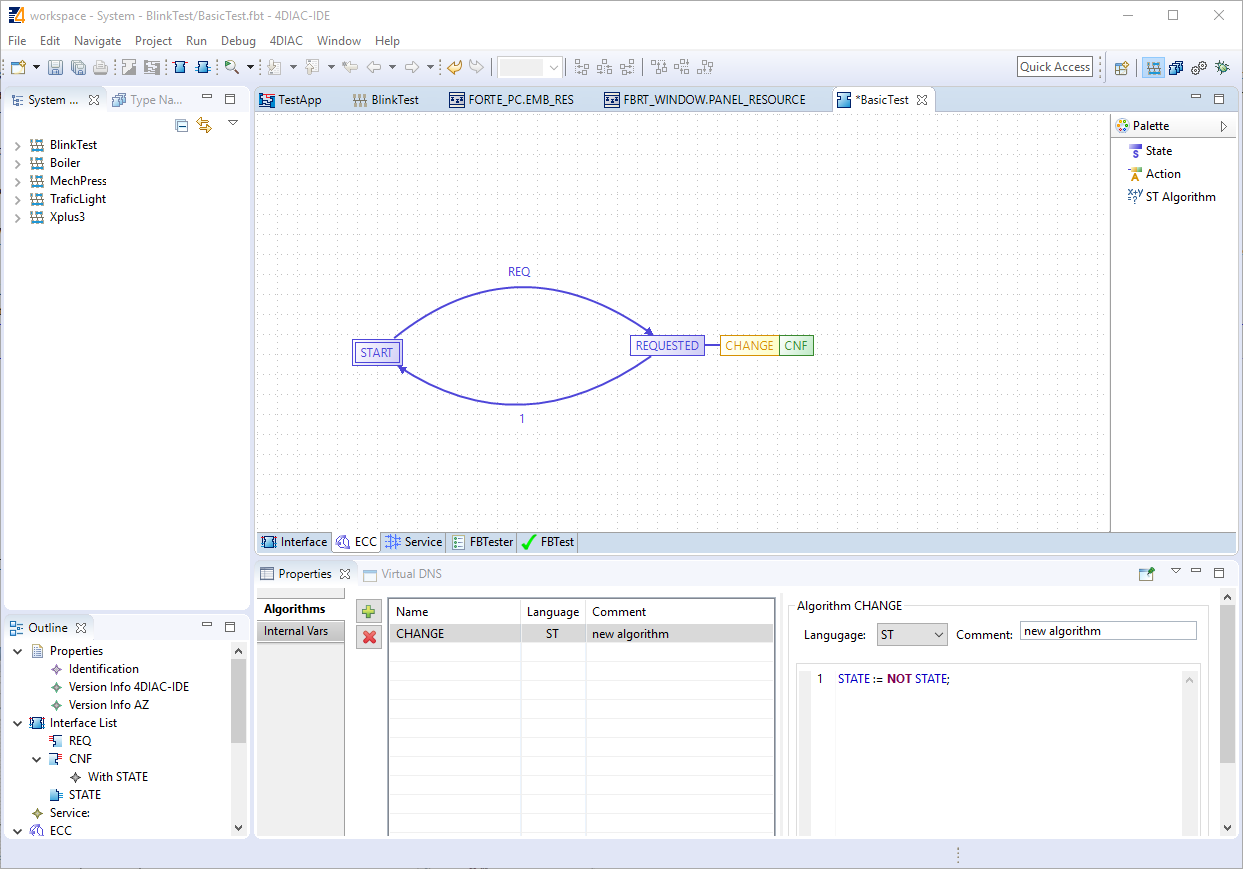 workspace - System - BlinkTest/BasicTest.fbt - 4DIAC-IDE
File Edit Navigate Project Run Debug 4DIAC Window Help
Quick Access
System ... Type Na...
BlinkTest
Boiler
MechPress
TraficLight
Xplus3
TestApp BlinkTest FORTE_PC.EMB_RES FBRT_WINDOW.PANEL_RESOURCE *BasicTest
REQ
START
REQUESTED CHANGE CNF
1
Palette
State
Action
ST Algorithm
Interface ECC Service FBTester FBTest
Outline
Properties
Identification
Version Info 4DIAC-IDE
Version Info AZ
Interface List
REQ
CNF
With STATE
STATE
Service:
ECC
Properties Virtual DNS
Algorithms
Internal Vars
Name Language Comment
CHANGE ST new algorithm
Algorithm CHANGE
Langugage: ST Comment: new algorithm
1 STATE := NOT STATE;